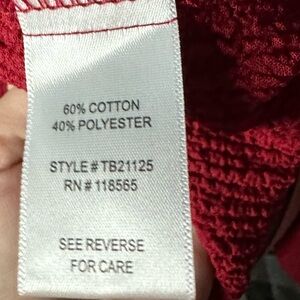 60% COTTON
40% POLYESTER
STYLE # TB21125
RN # 118565
SEE REVERSE
FOR CARE